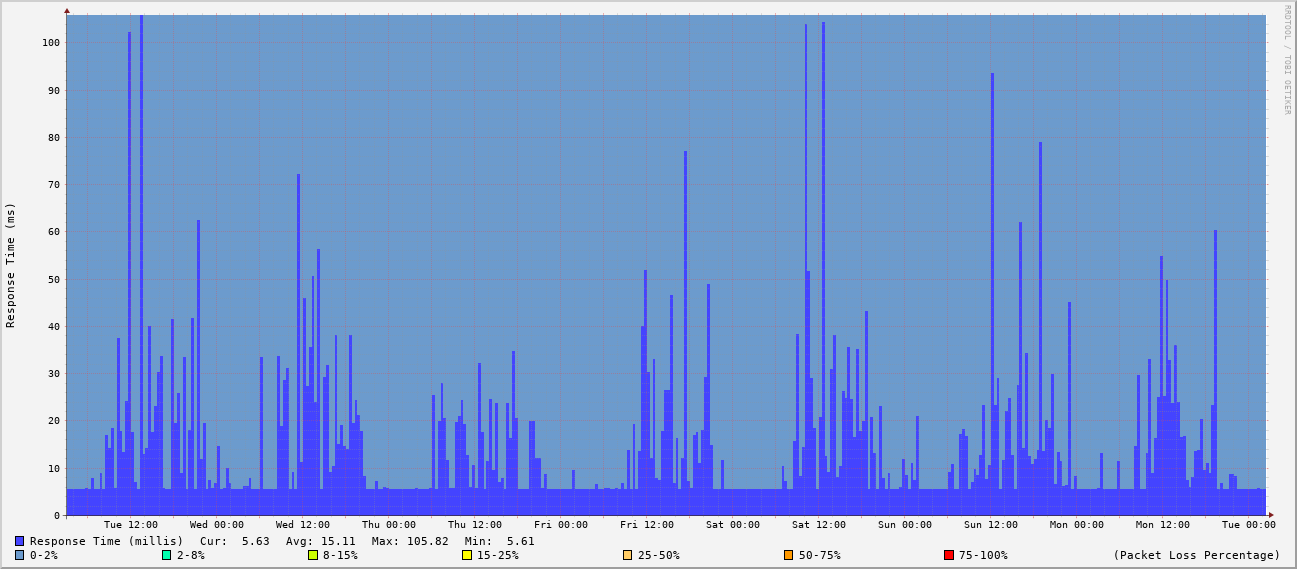 RRDTOOL / TOBI OETIKER
Response Time (ms)
100
90
80
70
60
50
40
30
20
10
0
Tue 12:00 Wed 00:00 Wed 12:00 Thu 00:00 Thu 12:00 Fri 00:00 Fri 12:00 Sat 00:00 Sat 12:00 Sun 00:00 Sun 12:00 Mon 00:00 Mon 12:00 Tue 00:00
Response Time (millis) Cur: 5.63 Avg: 15.11 Max: 105.82 Min: 5.61
0-2% 2-8% 8-15% 15-25% 25-50% 50-75% 75-100% (Packet Loss Percentage)